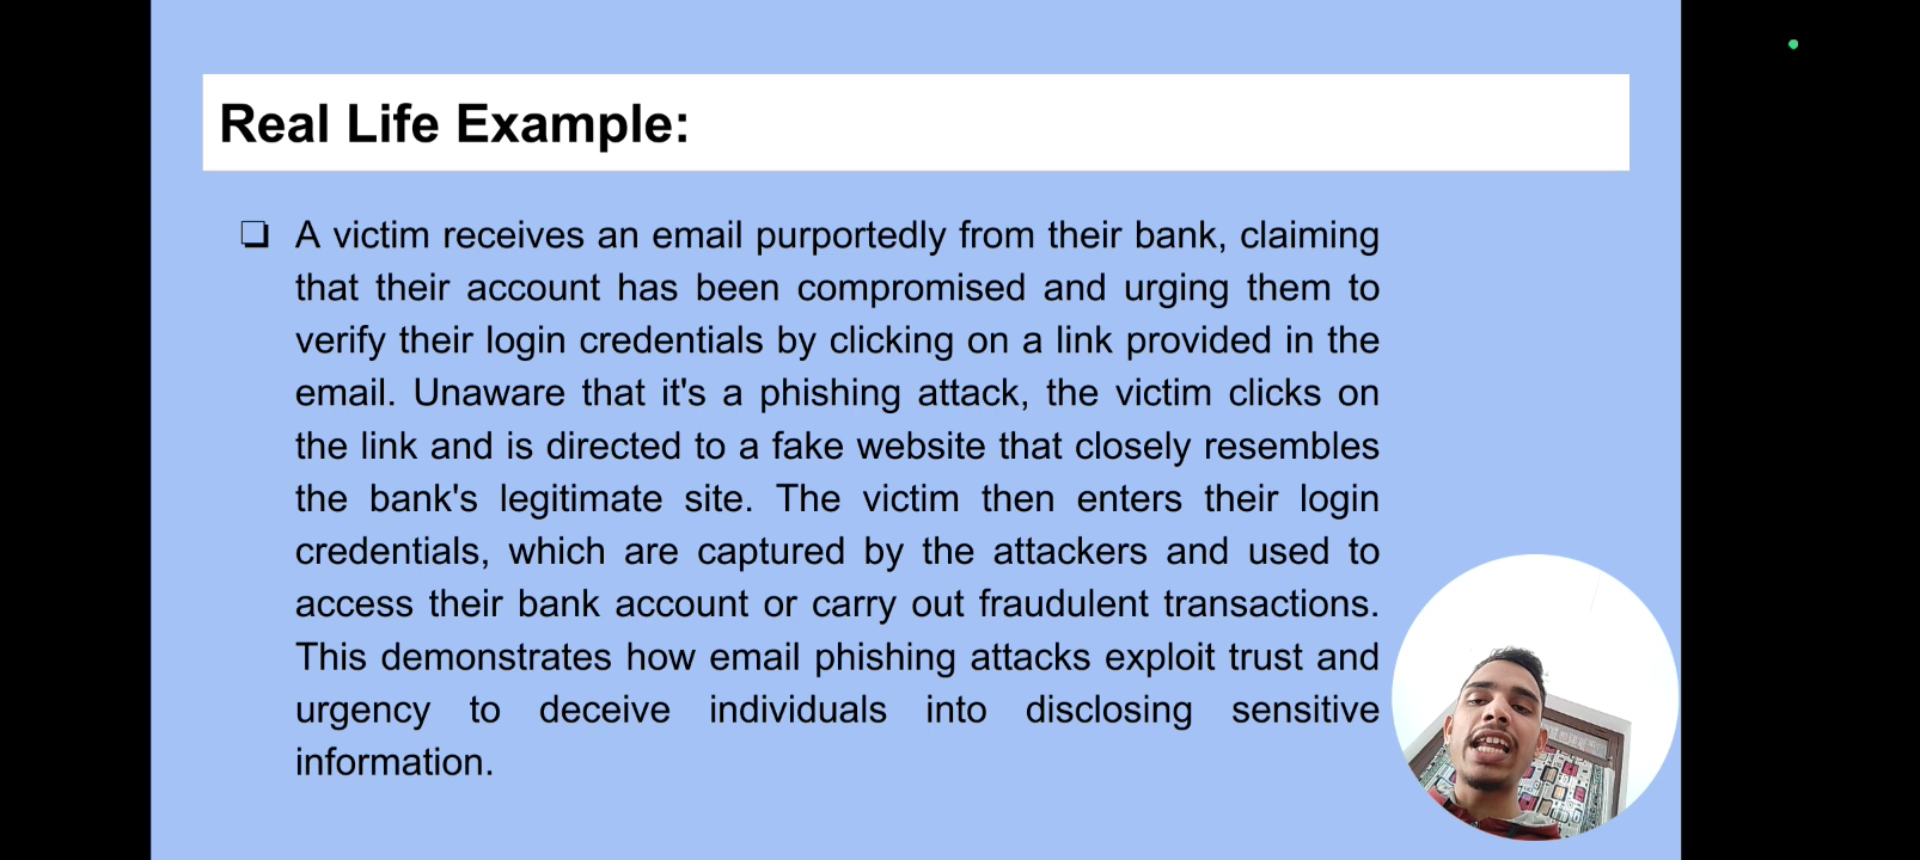 Real Life Example:
❏ A victim receives an email purportedly from their bank, claiming
that their account has been compromised and urging them to
verify their login credentials by clicking on a link provided in the
email. Unaware that it's a phishing attack, the victim clicks on
the link and is directed to a fake website that closely resembles
the bank's legitimate site. The victim then enters their login
credentials, which are captured by the attackers and used to
access their bank account or carry out fraudulent transactions.
This demonstrates how email phishing attacks exploit trust and
urgency to deceive individuals into disclosing sensitive
information.